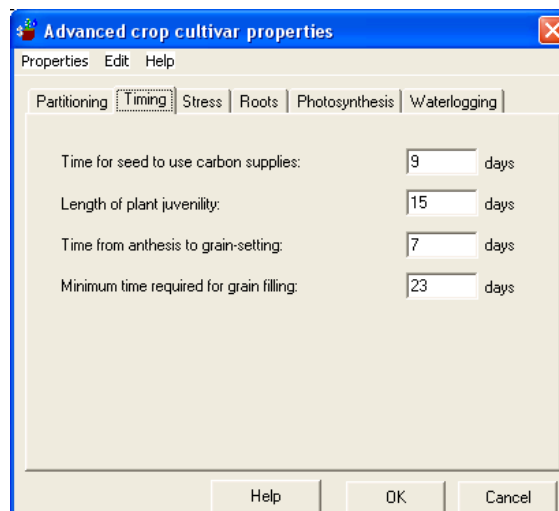 Advanced crop cultivar properties
Properties Edit Help
Partitioning Timing Stress Roots Photosynthesis Waterlogging
Time for seed to use carbon supplies: 9 days
Length of plant juvenility: 15 days
Time from anthesis to grain-setting: 7 days
Minimum time required for grain filling: 23 days
Help OK Cancel